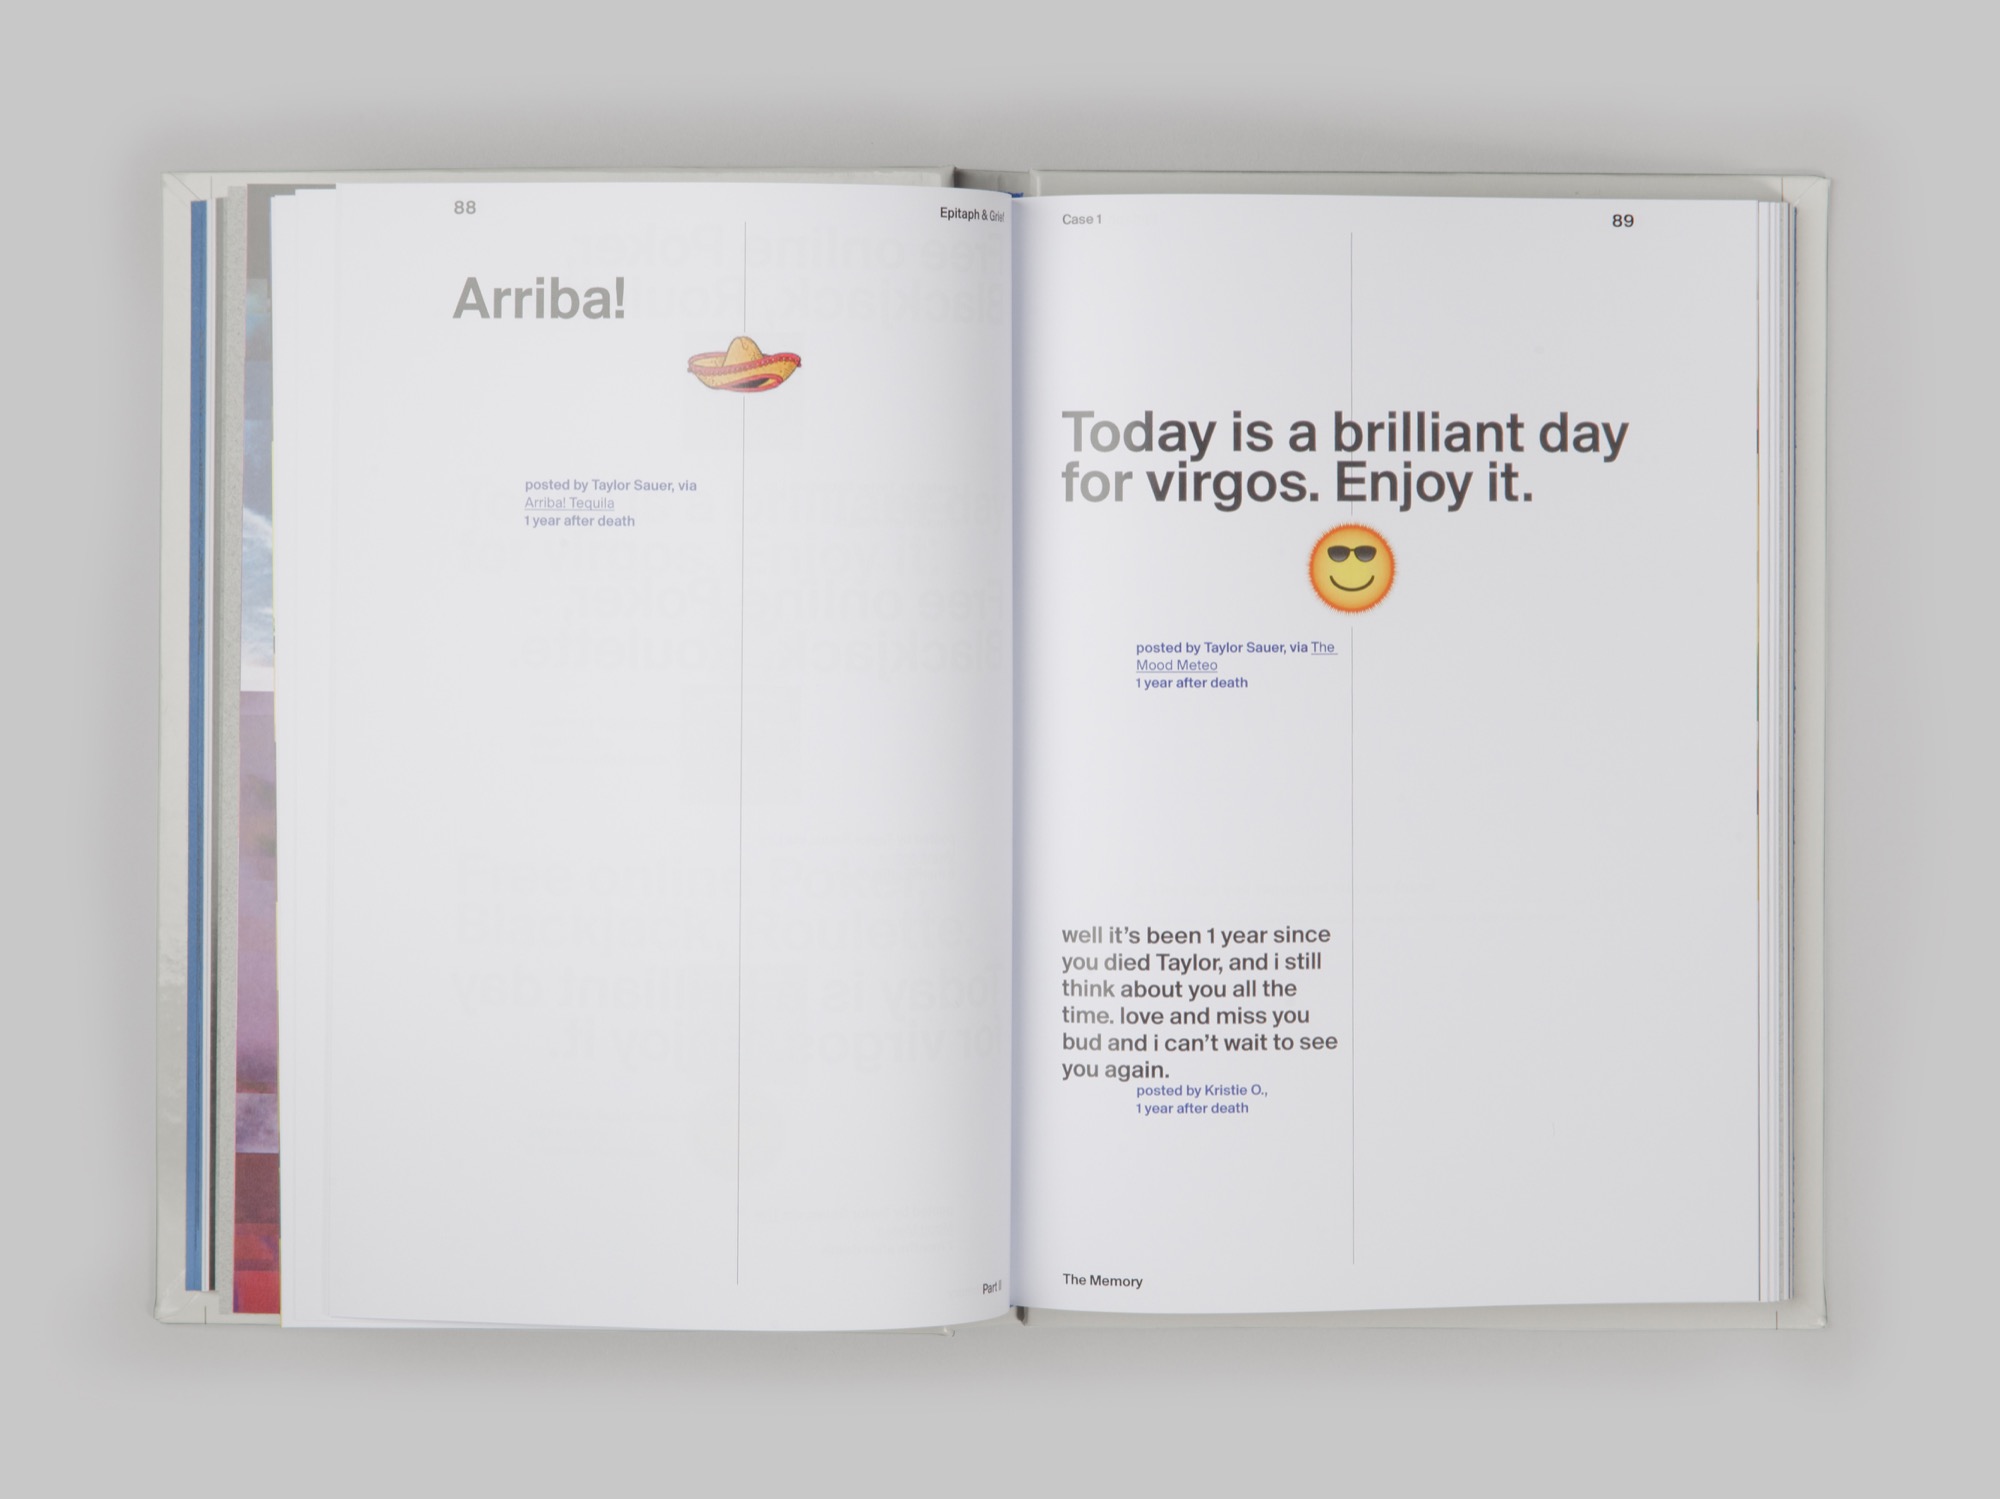 88
Epitaph & Grief
Arriba!
posted by Taylor Sauer, via
Arriba! Tequila
1 year after death
Part II
Case 1
89
Today is a brilliant day
for virgos. Enjoy it.
posted by Taylor Sauer, via The
Mood Meteo
1 year after death
well it’s been 1 year since
you died Taylor, and i still
think about you all the
time. love and miss you
bud and i can’t wait to see
you again.
posted by Kristie O.,
1 year after death
The Memory